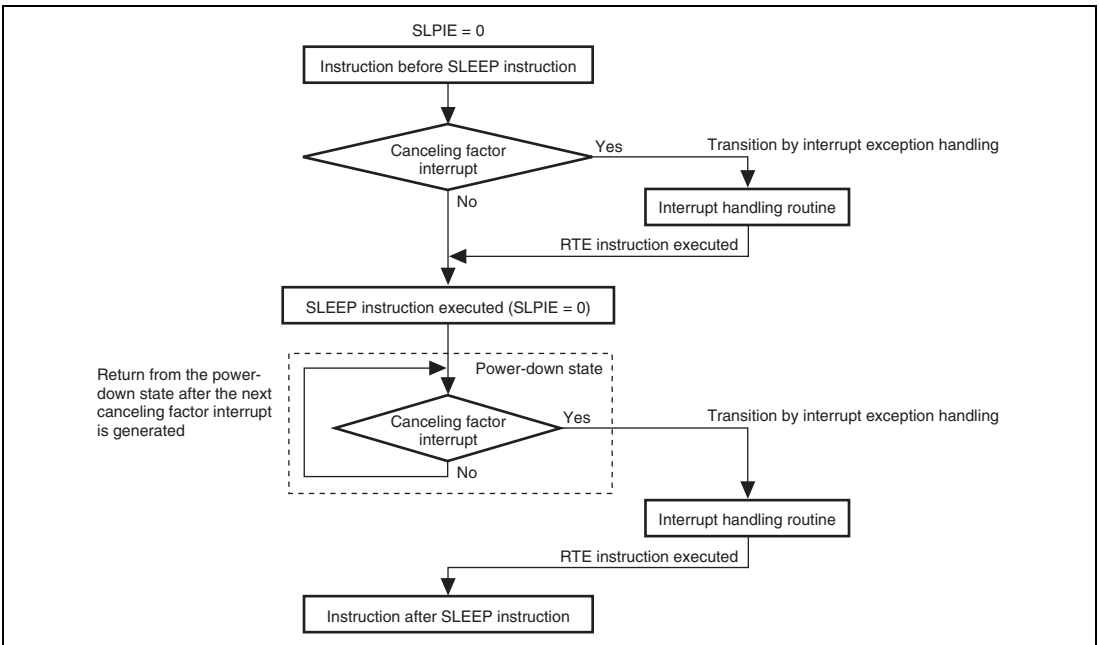 SLPIE = 0
Instruction before SLEEP instruction
Canceling factor
interrupt
Yes
Transition by interrupt exception handling
No
Interrupt handling routine
RTE instruction executed
SLEEP instruction executed (SLPIE = 0)
Return from the power-
down state after the next
canceling factor interrupt
is generated
Power-down state
Canceling factor
interrupt
Yes
Transition by interrupt exception handling
No
Interrupt handling routine
RTE instruction executed
Instruction after SLEEP instruction